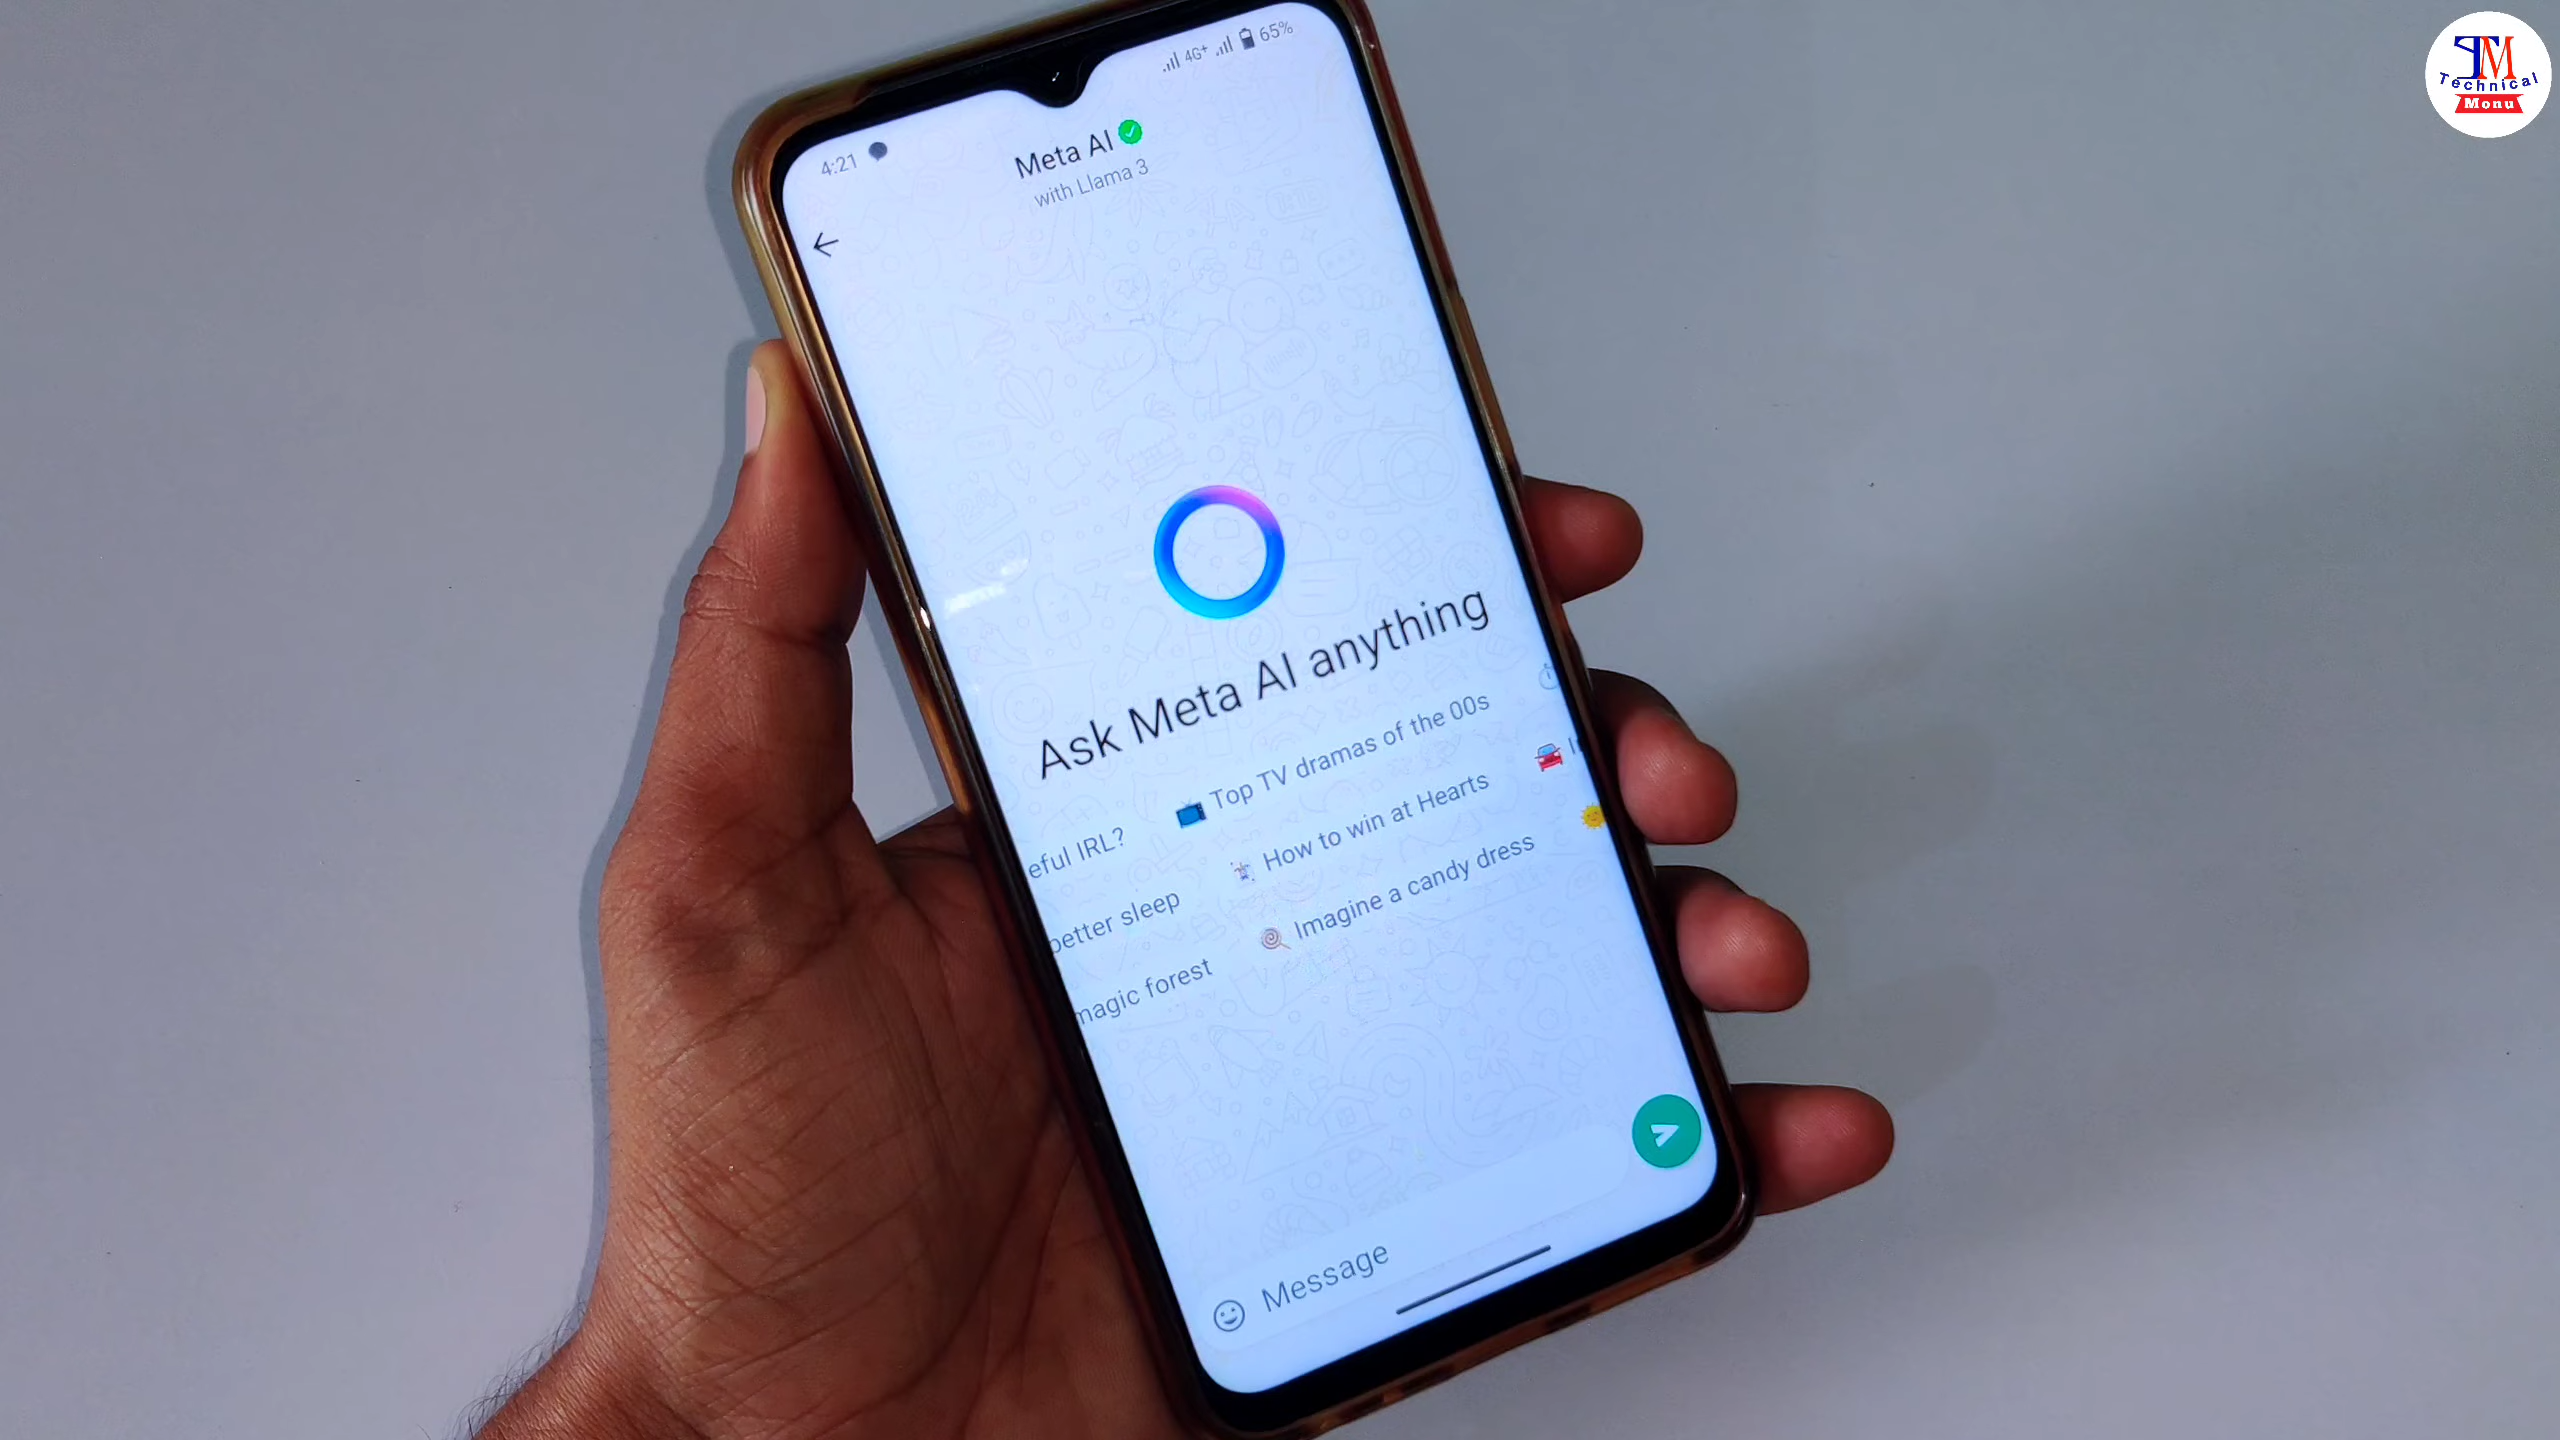 4G+ 65%
4:21
Meta AI
with Llama 3
Ask Meta AI anything
eful IRL? Top TV dramas of the 00s
better sleep How to win at Hearts
magic forest Imagine a candy dress
Message
TM
Technical
Monu